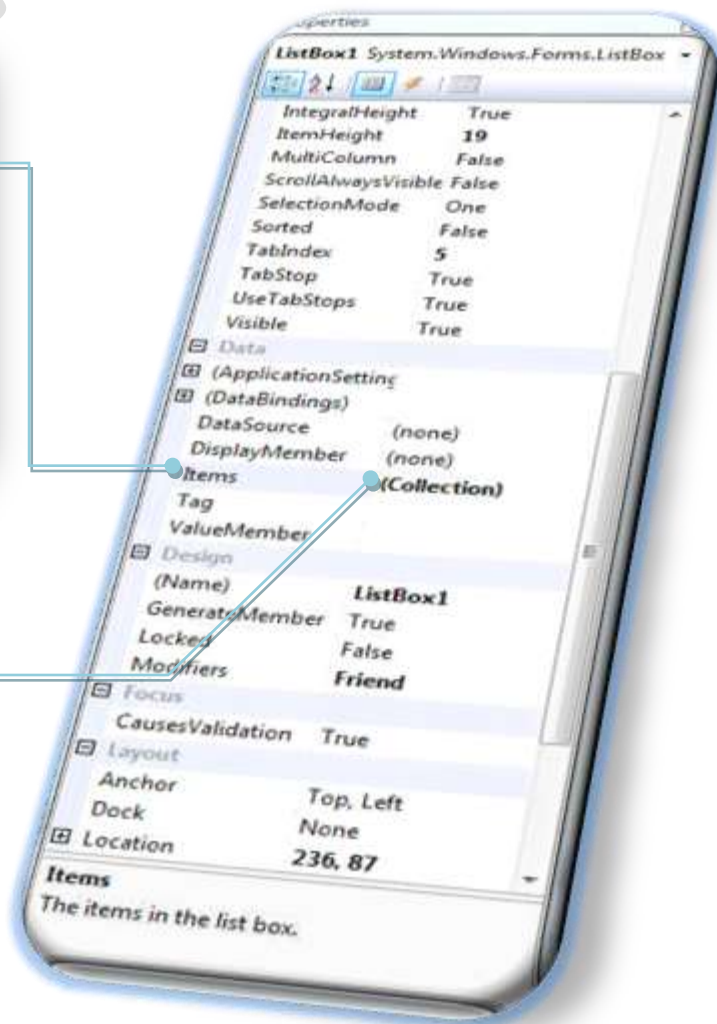 ListBox1 System.Windows.Forms.ListBox
IntegralHeight True
ItemHeight 19
MultiColumn False
ScrollAlwaysVisible False
SelectionMode One
Sorted False
TabIndex 5
TabStop True
UseTabStops True
Visible True
Data
(ApplicationSetting
(DataBindings)
DataSource (none)
DisplayMember (none)
Items (Collection)
Tag
ValueMember
Design
(Name) ListBox1
GenerateMember True
Locked False
Modifiers Friend
Focus
CausesValidation True
Layout
Anchor Top, Left
Dock None
Location 236, 87
Items
The items in the list box.